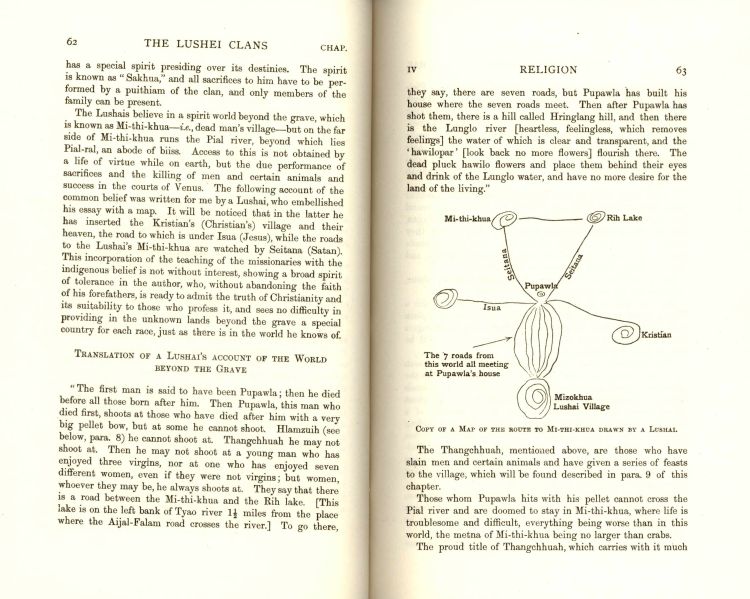 62 THE LUSHEI CLANS CHAP.
has a special spirit presiding over its destinies. The spirit
is known as "Sakhua," and all sacrifices to him have to be per-
formed by a puithiam of the clan, and only members of the
family can be present.
The Lushais believe in a spirit world beyond the grave, which
is known as Mi-thi-khua—i.e., dead man's village—but on the far
side of Mi-thi-khua runs the Pial river, beyond which lies
Pial-ral, an abode of bliss. Access to this is not obtained by
a life of virtue while on earth, but the due performance of
sacrifices and the killing of men and certain animals and
success in the courts of Venus. The following account of the
common belief was written for me by a Lushai, who embellished
his essay with a map. It will be noticed that in the latter he
has inserted the Kristian's (Christian's) village and their
heaven, the road to which is under Isua (Jesus), while the roads
to the Lushai's Mi-thi-khua are watched by Seitana (Satan).
This incorporation of the teaching of the missionaries with the
indigenous belief is not without interest, showing a broad spirit
of tolerance in the author, who, without abandoning the faith
of his forefathers, is ready to admit the truth of Christianity and
its suitability to those who profess it, and sees no difficulty in
providing in the unknown lands beyond the grave a special
country for each race, just as there is in the world he knows of.
TRANSLATION OF A LUSHAI'S ACCOUNT OF THE WORLD
BEYOND THE GRAVE
"The first man is said to have been Pupawla; then he died
before all those born after him. Then Pupawla, this man who
died first, shoots at those who have died after him with a very
big pellet bow, but at some he cannot shoot. Hlamzuih (see
below, para. 8) he cannot shoot at. Thangchhuah he may not
shoot at. Then he may not shoot at a young man who has
enjoyed three virgins, nor at one who has enjoyed seven
different women, even if they were not virgins; but women,
whoever they may be, he always shoots at. They say that there
is a road between the Mi-thi-khua and the Rih lake. [This
lake is on the left bank of Tyao river 1½ miles from the place
where the Aijal-Falam road crosses the river.] To go there,
IV RELIGION 63
they say, there are seven roads, but Pupawla has built his
house where the seven roads meet. Then after Pupawla has
shot them, there is a hill called Hringlang hill, and then there
is the Lunglo river [heartless, feelingless, which removes
feelings] the water of which is clear and transparent, and the
'hawilopar' [look back no more flowers] flourish there. The
dead pluck hawilo flowers and place them behind their eyes
and drink of the Lunglo water, and have no more desire for the
land of the living."
Mi-thi-khua
Rih Lake
Seitana
Seitana
Pupawla
Isua
Kristian
The 7 roads from
this world all meeting
at Pupawla's house
Mizokhua
Lushai Village
COPY OF A MAP OF THE ROUTE TO MI-THI-KHUA DRAWN BY A LUSHAI.
The Thangchhuah, mentioned above, are those who have
slain men and certain animals and have given a series of feasts
to the village, which will be found described in para. 9 of this
chapter.
Those whom Pupawla hits with his pellet cannot cross the
Pial river and are doomed to stay in Mi-thi-khua, where life is
troublesome and difficult, everything being worse than in this
world, the metna of Mi-thi-khua being no larger than crabs.
The proud title of Thangchhuah, which carries with it much